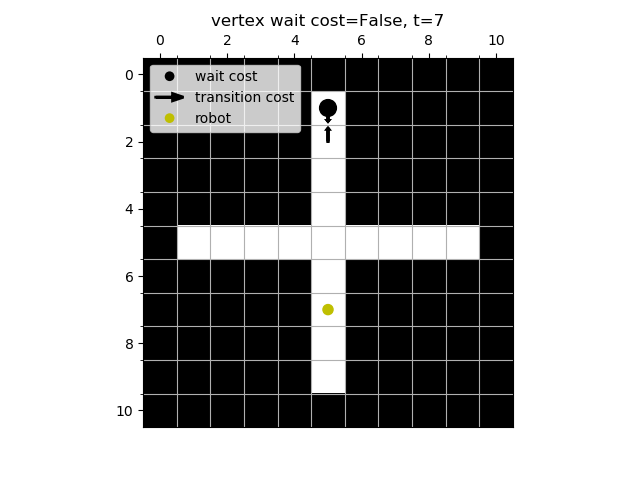 vertex wait cost=False, t=7
0 2 4 6 8 10
0
wait cost
transition cost
robot
2
4
6
8
10